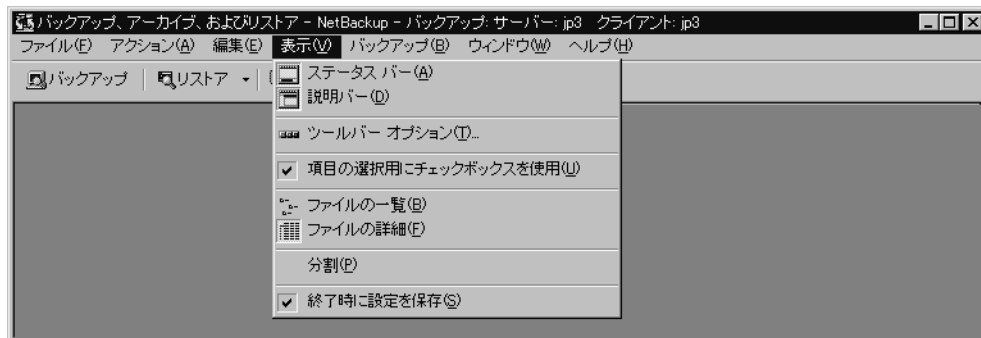 バックアップ、アーカイブ、およびリストア - NetBackup - バックアップ: サーバー: jp3 クライアント: jp3
ファイル(F) アクション(A) 編集(E) 表示(V) バックアップ(B) ウィンドウ(W) ヘルプ(H)
バックアップ リストア
ステータス バー(A)
説明バー(D)
ツールバー オプション(T)...
項目の選択用にチェックボックスを使用(U)
ファイルの一覧(B)
ファイルの詳細(F)
分割(P)
終了時に設定を保存(S)